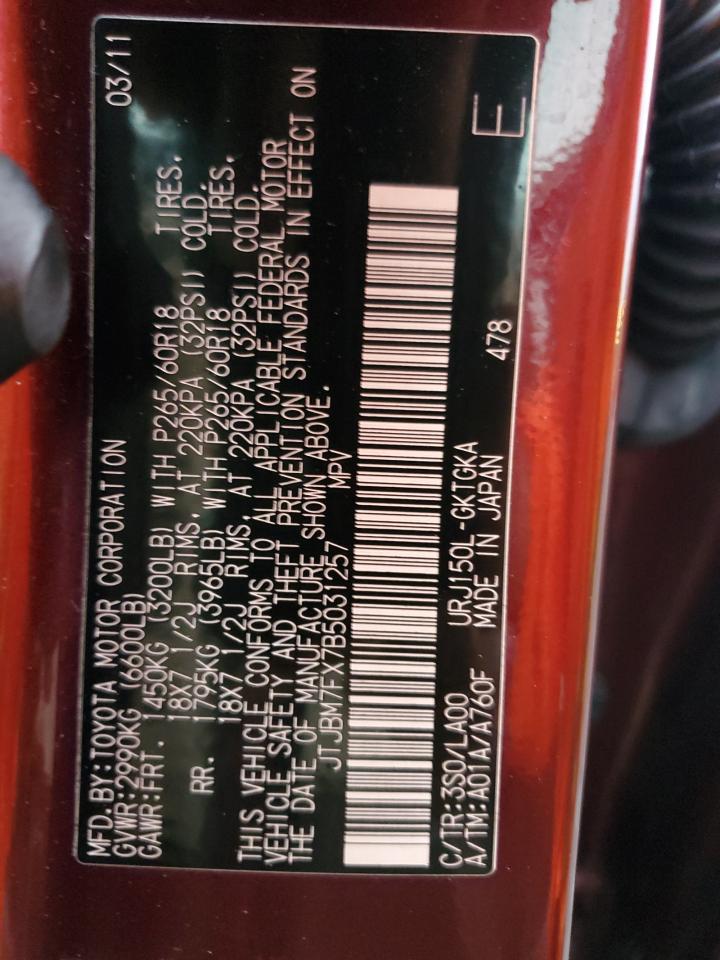 MFD.BY:TOYOTA MOTOR CORPORATION 03/11
GVWR:2990KG (6600LB)
GAWR:FRT. 1450KG (3200LB) WITH P265/60R18 TIRES,
18X7 1/2J RIMS, AT 220KPA (32PSI) COLD.
RR. 1795KG (3965LB) WITH P265/60R18 TIRES,
18X7 1/2J RIMS, AT 220KPA (32PSI) COLD.
THIS VEHICLE CONFORMS TO ALL APPLICABLE FEDERAL MOTOR
VEHICLE SAFETY AND THEFT PREVENTION STANDARDS IN EFFECT ON
THE DATE OF MANUFACTURE SHOWN ABOVE.
JTJBM7FX7B5031257 MPV
C/TR:3S0/LA00 URJ150L-GKTGKA 478 E
A/TM:A01A/A760F MADE IN JAPAN